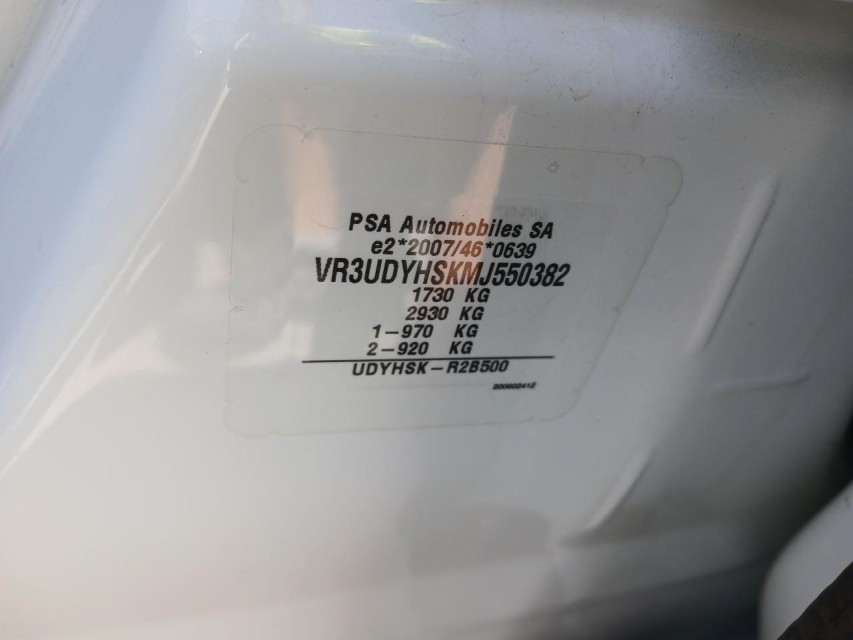 PSA Automobiles SA
e2*2007/46*0639
VR3UDYHSKMJ550382
1730 KG
2930 KG
1-970 KG
2-920 KG
UDYHSK-R2B500